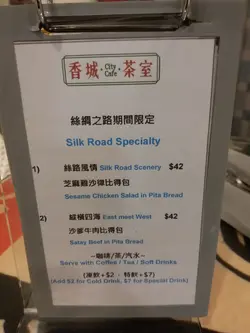 香城 City Cafe 茶室
絲綢之路期間限定
Silk Road Specialty
1) 絲路風情 Silk Road Scenery $42
芝麻雞沙律比得包
Sesame Chicken Salad in Pita Bread
2) 威橫四海 East meet West $42
沙爹牛肉比得包
Satay Beef in Pita Bread
~咖啡/茶/汽水~
Serve with Coffee / Tea / Soft Drinks
(凍飲+$2 、特飲+$7)
(Add $2 for Cold Drink, $7 for Special Drink)